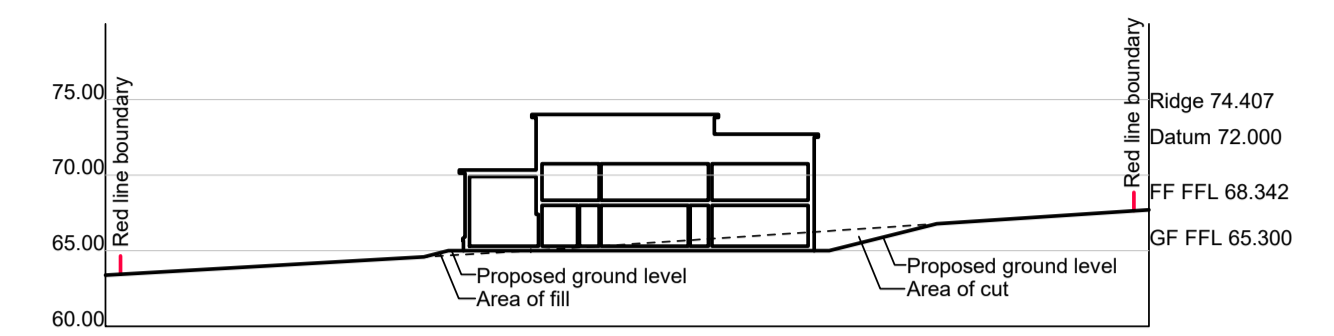 75.00
70.00
65.00
60.00
Red line boundary
Proposed ground level
Area of fill
Proposed ground level
Area of cut
Red line boundary
Ridge 74.407
Datum 72.000
FF FFL 68.342
GF FFL 65.300